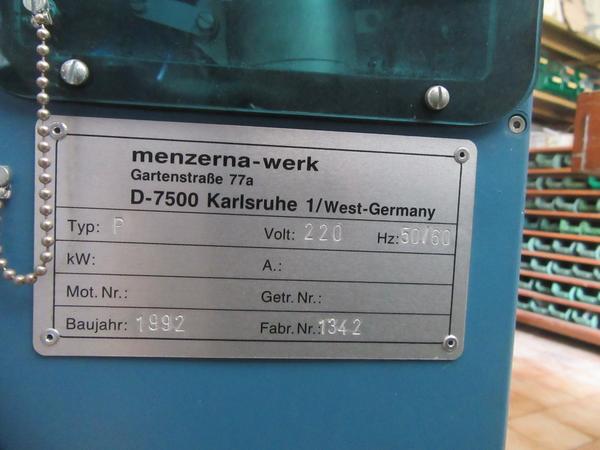 menzerna-werk
Gartenstraße 77a
D-7500 Karlsruhe 1/West-Germany
Typ: P Volt: 220 Hz: 50/60
kW: A.:
Mot. Nr.: Getr. Nr.:
Baujahr: 1992 Fabr. Nr.: 1342